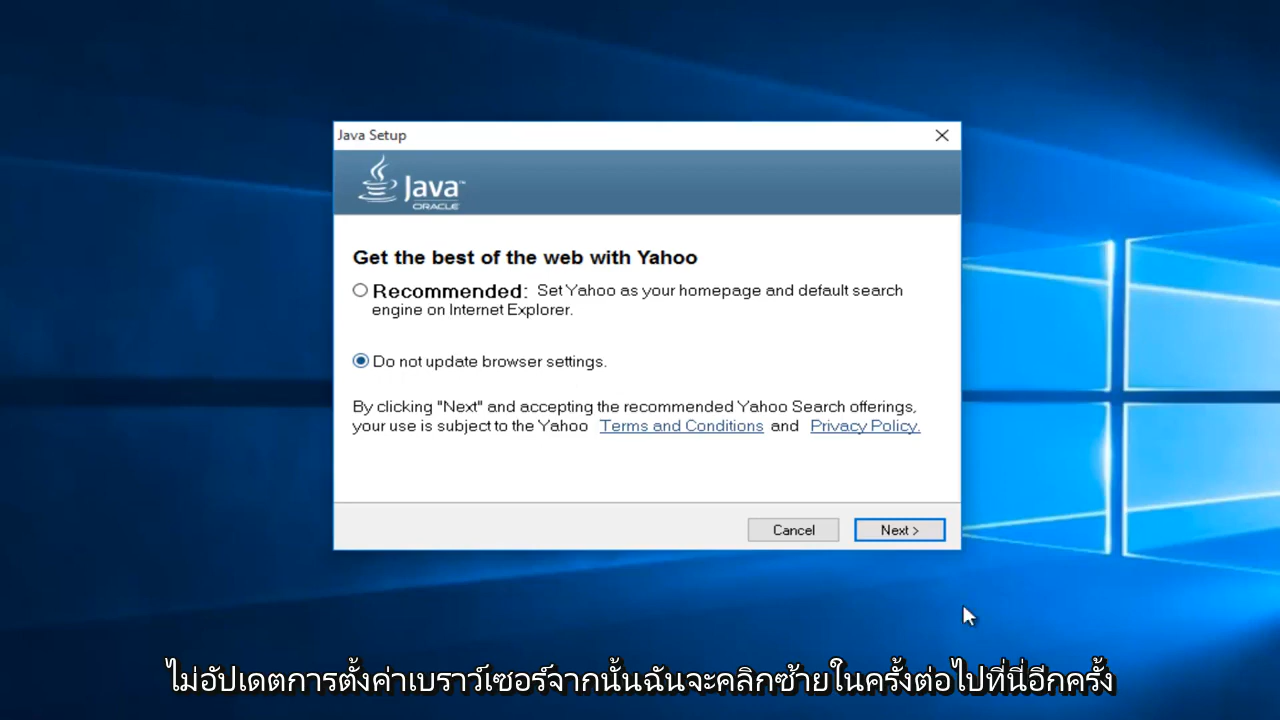 Java Setup
Java™
ORACLE
Get the best of the web with Yahoo
Recommended: Set Yahoo as your homepage and default search
engine on Internet Explorer.
Do not update browser settings.
By clicking "Next" and accepting the recommended Yahoo Search offerings,
your use is subject to the Yahoo Terms and Conditions and Privacy Policy.
Cancel Next >
ไม่อัปเดตการตั้งค่าเบราว์เซอร์จากนั้นฉันจะคลิกซ้ายในครั้งต่อไปที่นี่อีกครั้ง